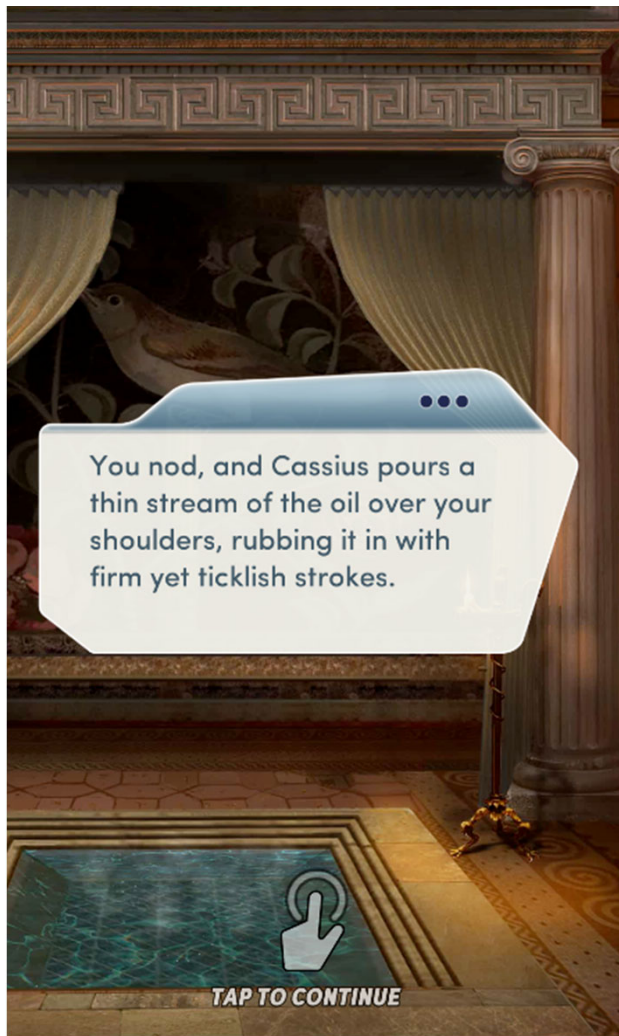 You nod, and Cassius pours a
thin stream of the oil over your
shoulders, rubbing it in with
firm yet ticklish strokes.
TAP TO CONTINUE